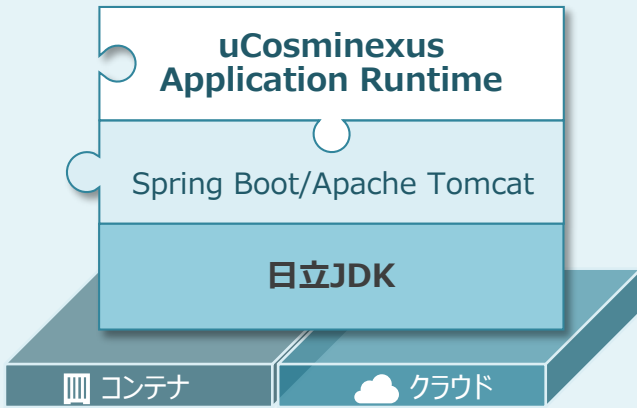 uCosminexus
Application Runtime
Spring Boot/Apache Tomcat
日立JDK
コンテナ
クラウド